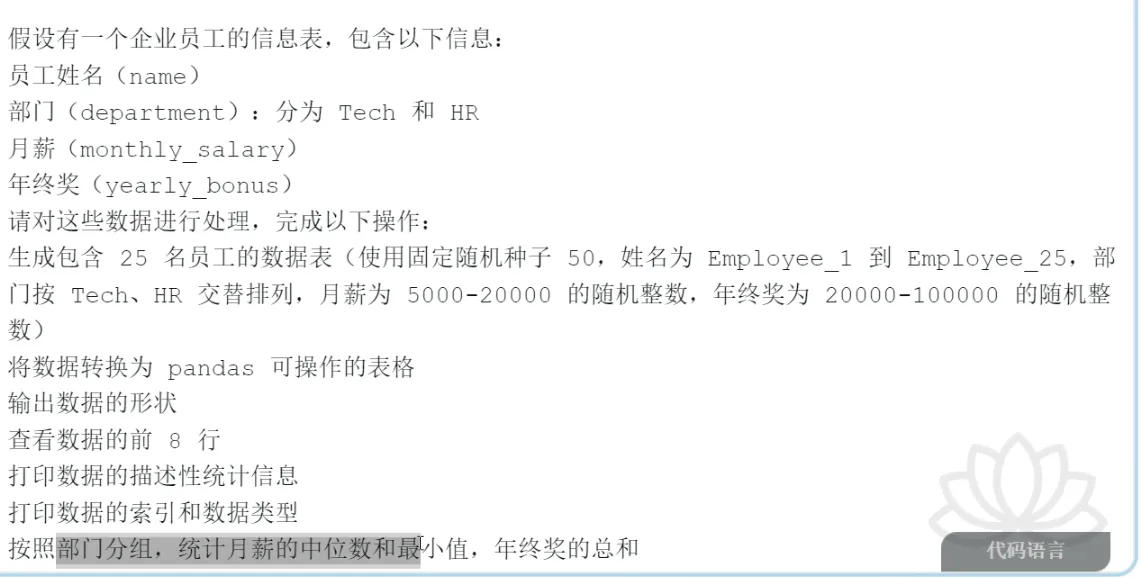 假设有一个企业员工的信息表，包含以下信息：
员工姓名（name）
部门（department）：分为 Tech 和 HR
月薪（monthly_salary）
年终奖（yearly_bonus）
请对这些数据进行处理，完成以下操作：
生成包含 25 名员工的数据表（使用固定随机种子 50，姓名为 Employee_1 到 Employee_25，部
门按 Tech、HR 交替排列，月薪为 5000-20000 的随机整数，年终奖为 20000-100000 的随机整
数）
将数据转换为 pandas 可操作的表格
输出数据的形状
查看数据的前 8 行
打印数据的描述性统计信息
打印数据的索引和数据类型
按照部门分组，统计月薪的中位数和最小值，年终奖的总和
代码语言